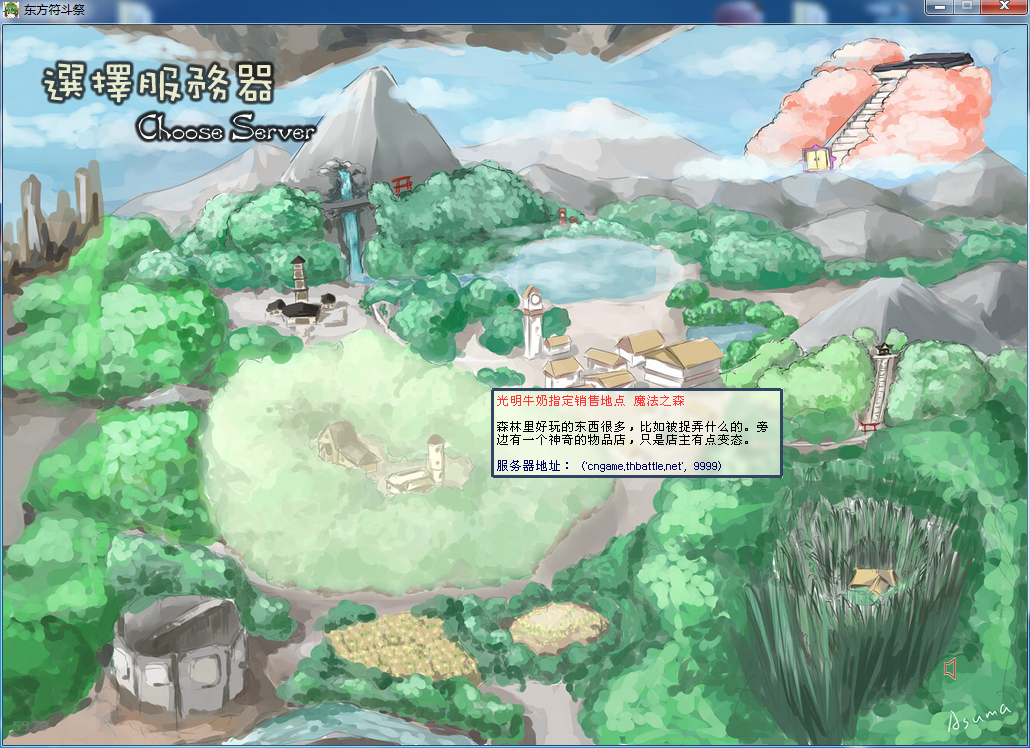 东方符斗祭
選擇服務器
Choose Server
光明牛奶指定销售地点 魔法之森
森林里好玩的东西很多，比如被捉弄什么的。旁
边有一个神奇的物品店，只是店主有点变态。
服务器地址： ('cngame.thbattle.net', 9999)
Asuma